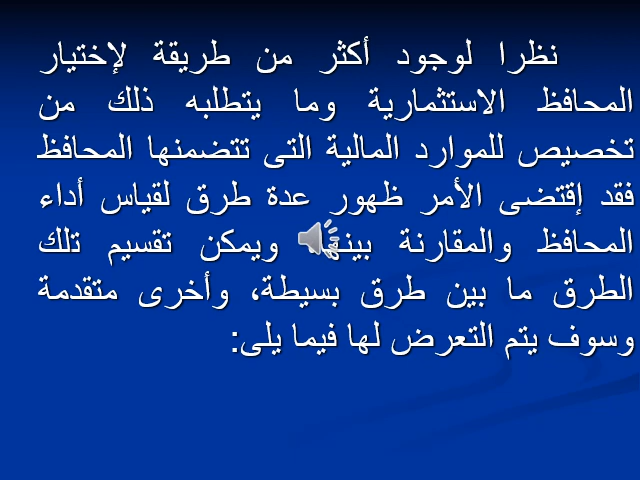 نظرا لوجود أكثر من طريقة لإختيار
المحافظ الاستثمارية وما يتطلبه ذلك من
تخصيص للموارد المالية التى تتضمنها المحافظ
فقد إقتضى الأمر ظهور عدة طرق لقياس أداء
المحافظ والمقارنة ويمكن تقسيم تلك
الطرق ما بين طرق بسيطة، وأخرى متقدمة
وسوف يتم التعرض لها فيما يلى: